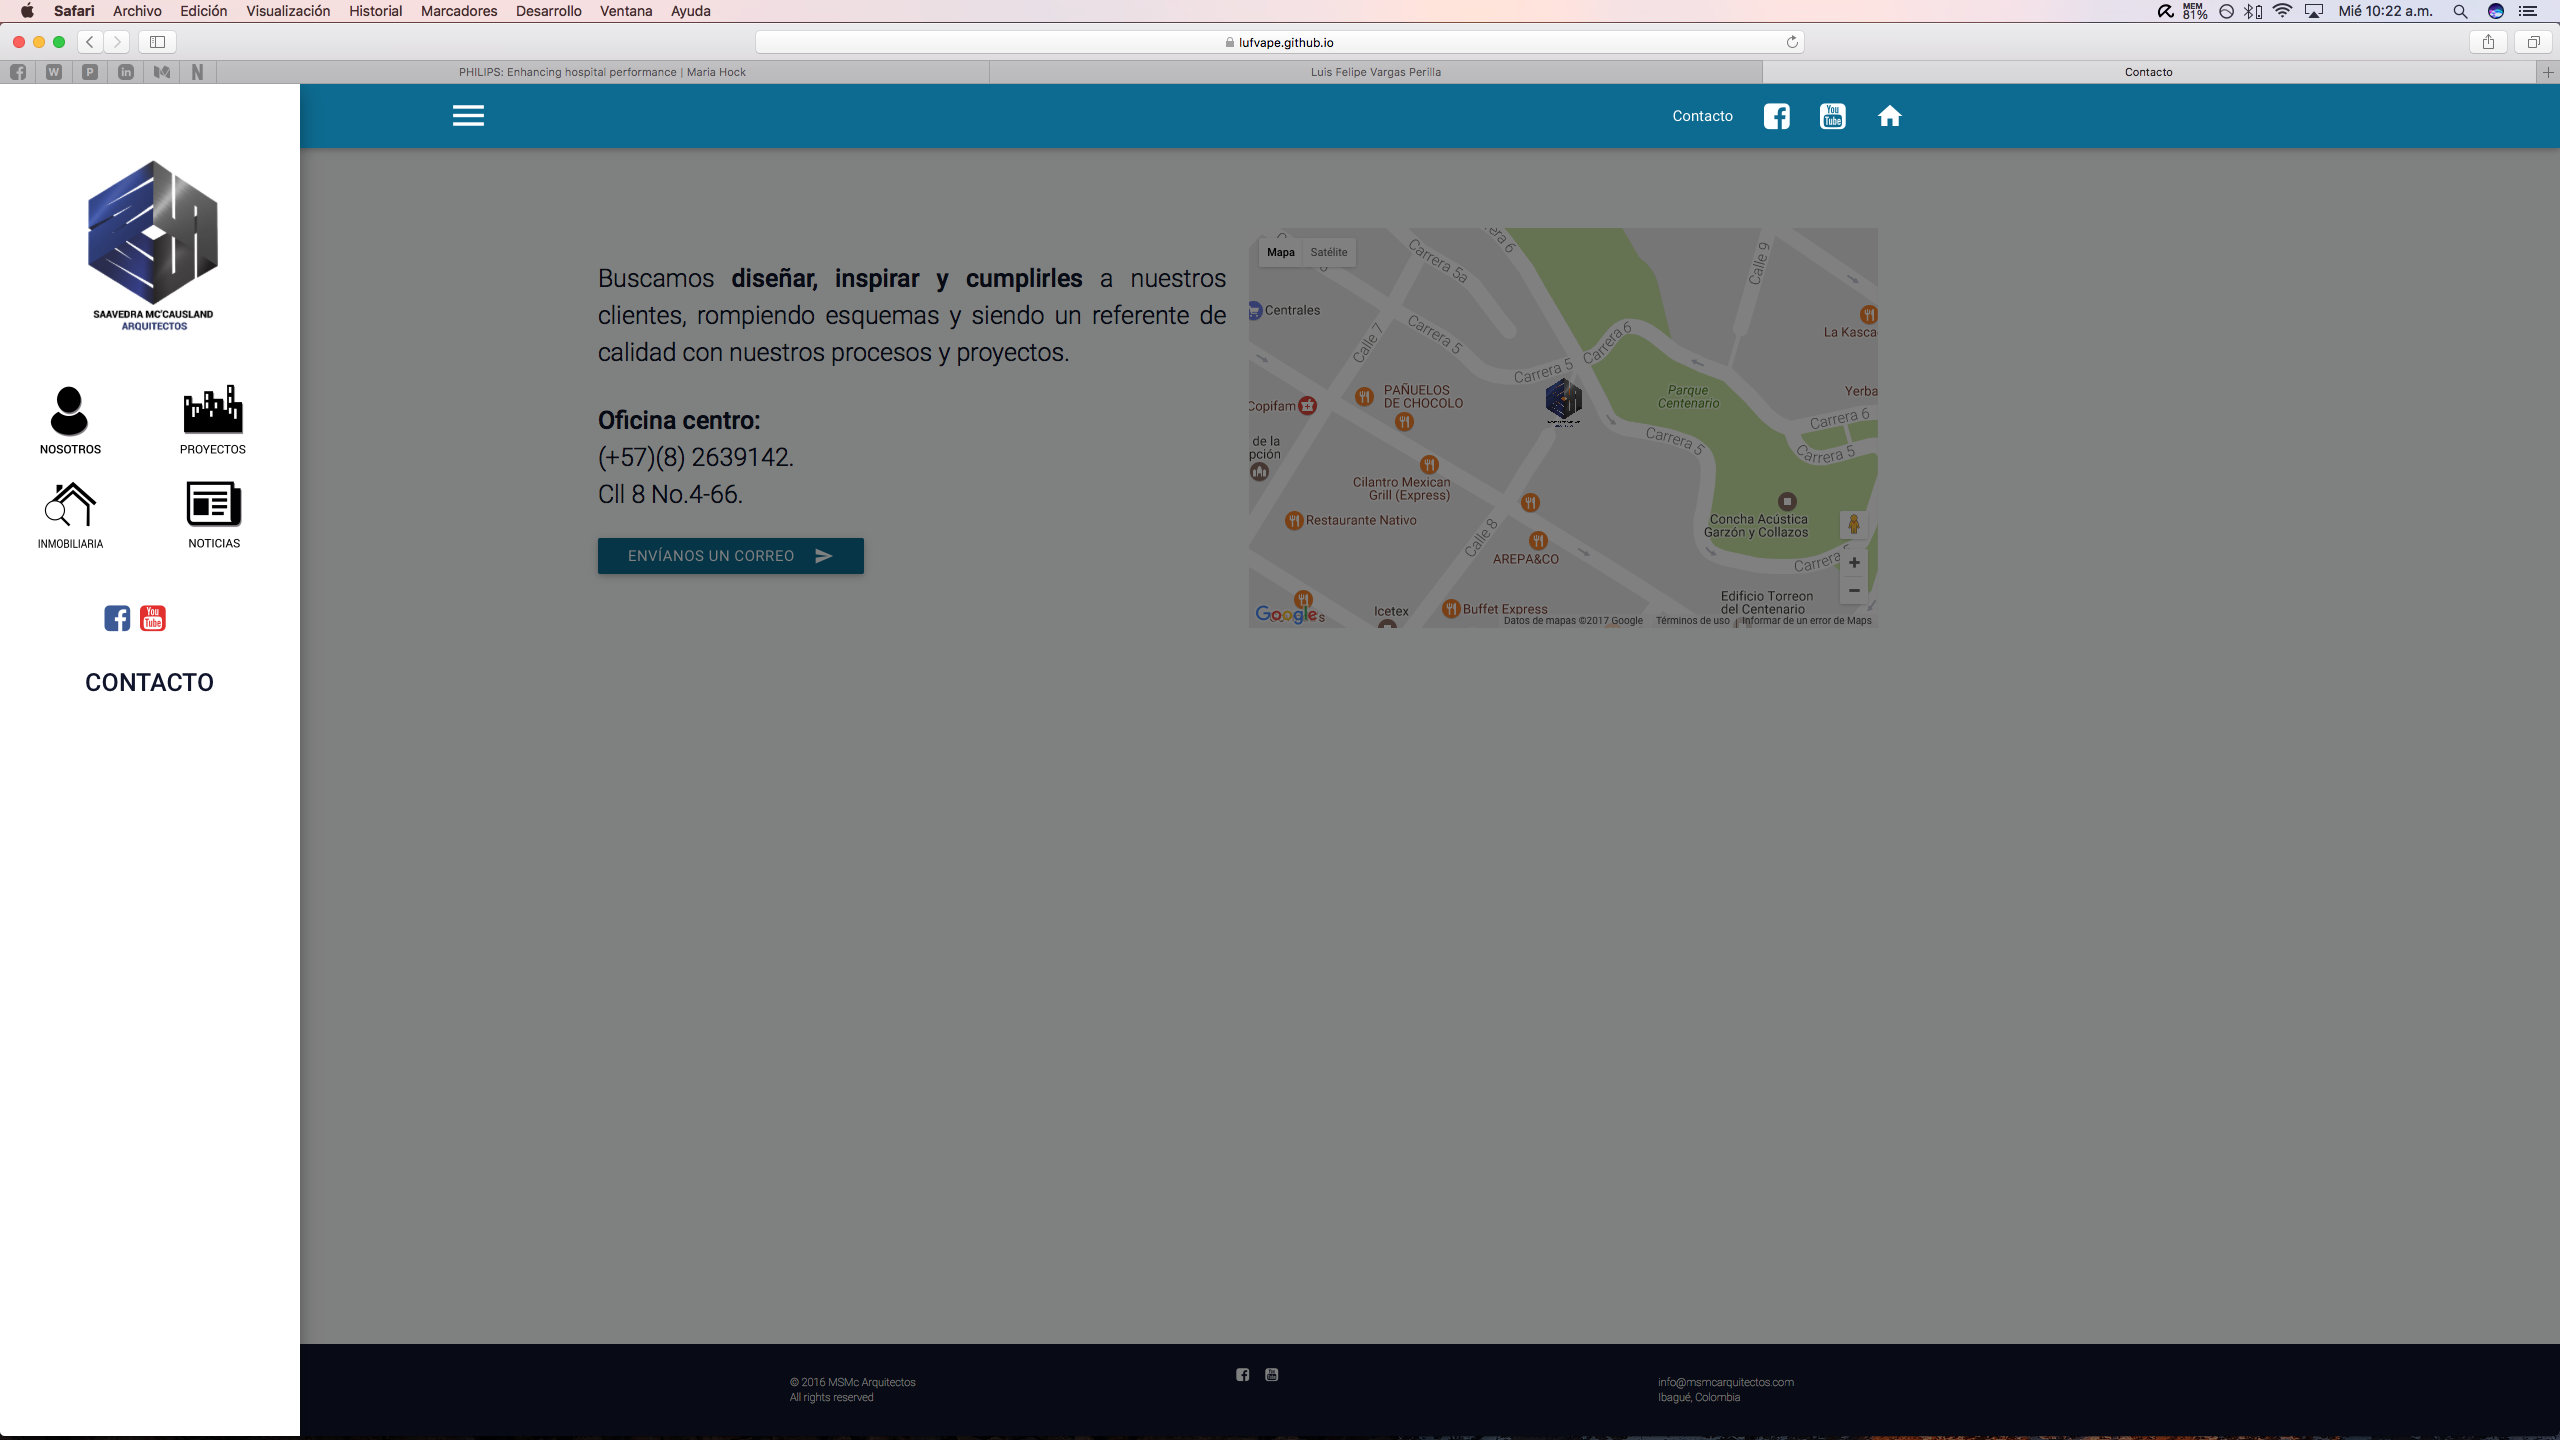 Safari Archivo Edición Visualización Historial Marcadores Desarrollo Ventana Ayuda
MEM
81%
Mié 10:22 a.m.
lufvape.github.io
PHILIPS: Enhancing hospital performance | Maria Hock
Luis Felipe Vargas Perilla
Contacto
SAAVEDRA MC'CAUSLAND
ARQUITECTOS
NOSOTROS
PROYECTOS
INMOBILIARIA
NOTICIAS
You
Tube
CONTACTO
Contacto
You
Tube
Buscamos diseñar, inspirar y cumplirles a nuestros
clientes, rompiendo esquemas y siendo un referente de
calidad con nuestros procesos y proyectos.
Oficina centro:
(+57)(8) 2639142.
Cll 8 No.4-66.
ENVÍANOS UN CORREO
Mapa
Satélite
Carrera 5a
Carrera 6
Calle 9
Centrales
La Kasca
Calle 7
Carrera 5
Carrera 6
Carrera 5
PAÑUELOS
DE CHOCOLO
Parque
Centenario
Yerba
Copifam
Carrera 6
Carrera 5
Carrera 5
de la
pción
Cilantro Mexican
Grill (Express)
Restaurante Nativo
Concha Acústica
Garzón y Collazos
Calle 8
AREPA&CO
Carrera
Edificio Torreon
del Centenario
Icetex
Buffet Express
Google
Datos de mapas ©2017 Google
Términos de uso
Informar de un error de Maps
© 2016 MSMc Arquitectos
All rights reserved
info@msmcarquitectos.com
Ibagué, Colombia